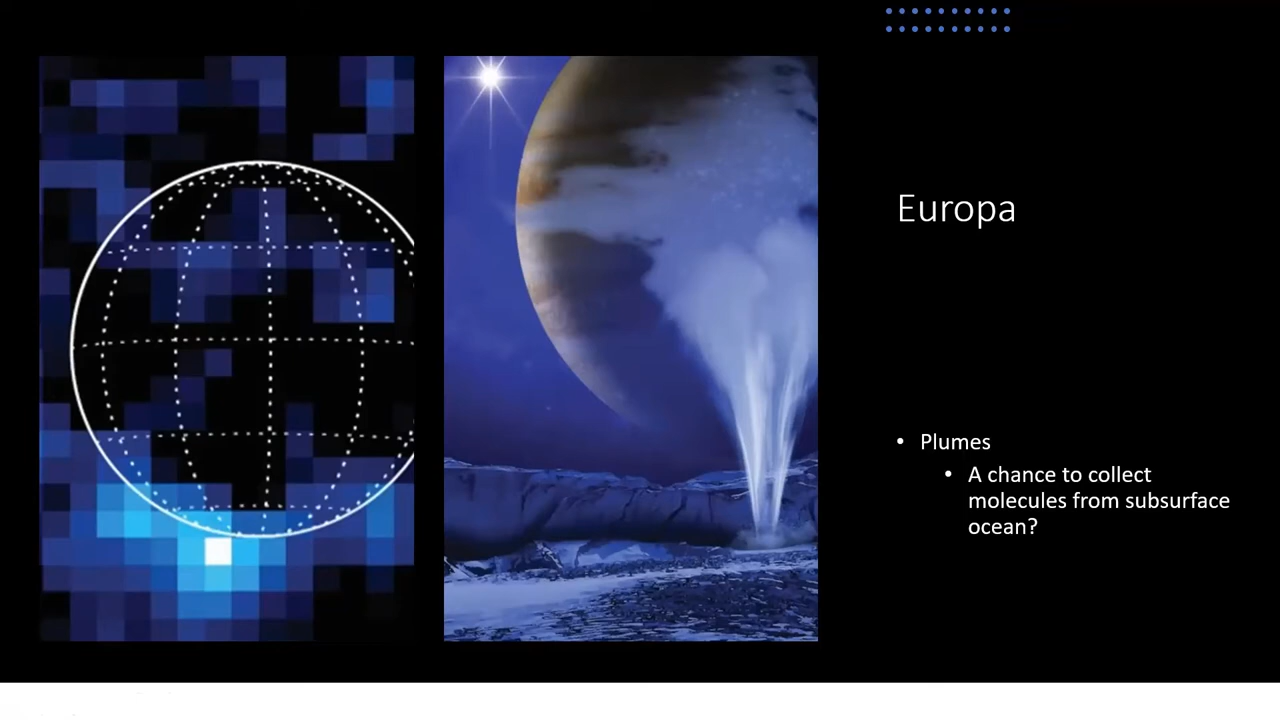 Europa
• Plumes
• A chance to collect
molecules from subsurface
ocean?